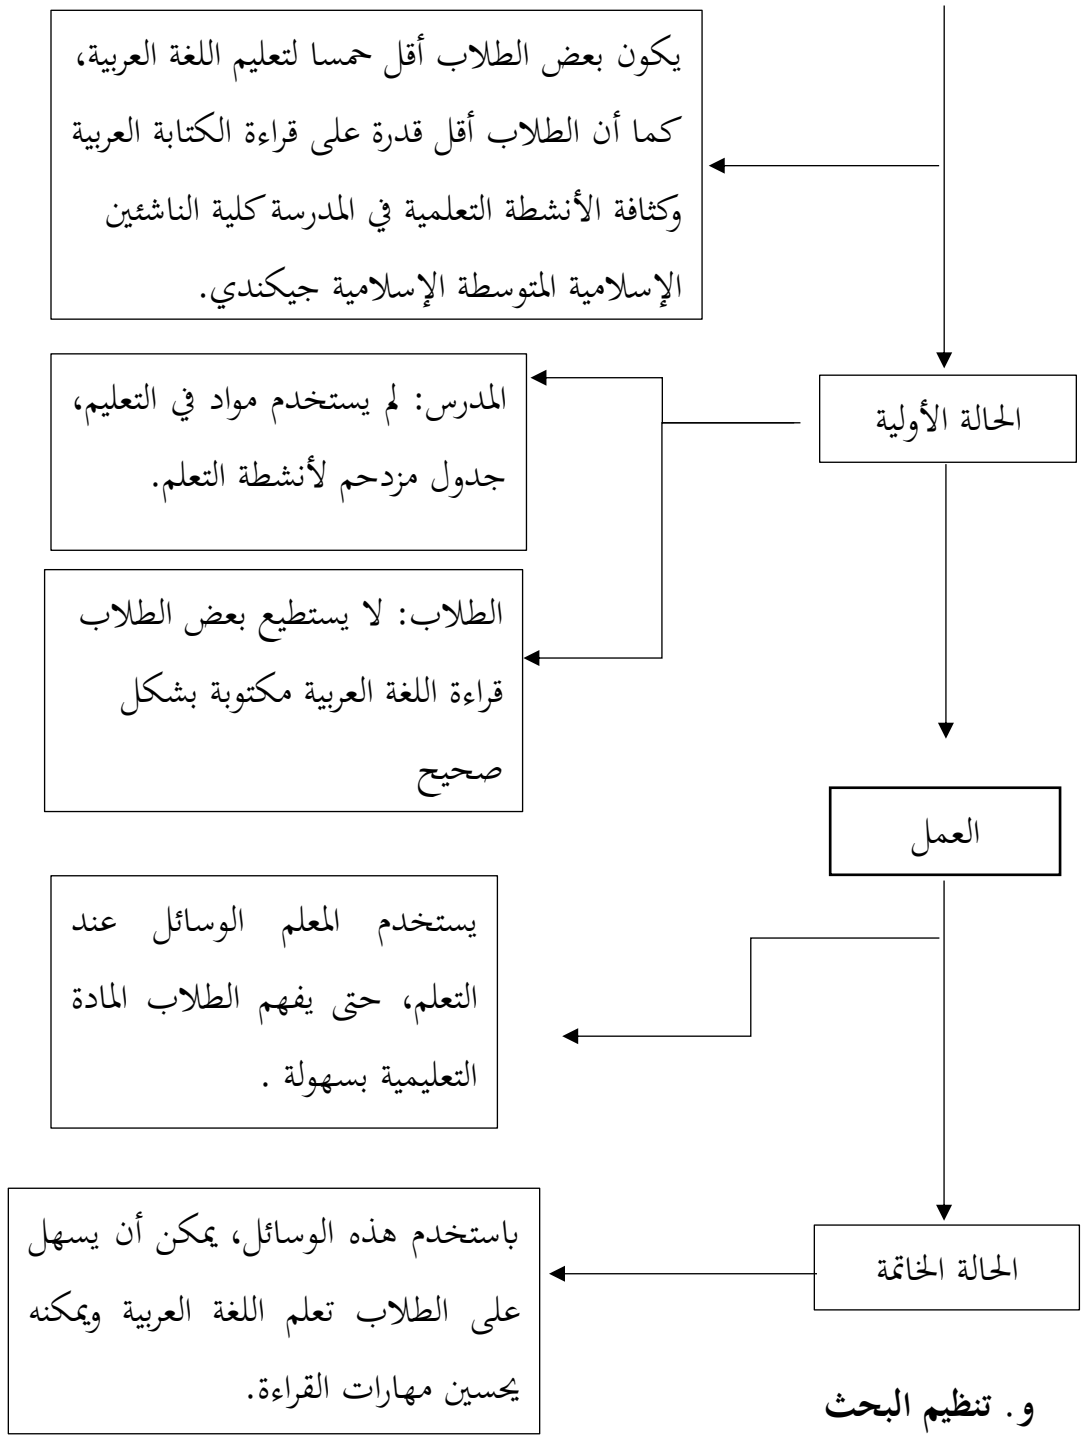 يكون بعض الطلاب أقل حمسا لتعليم اللغة العربية،
كما أن الطلاب أقل قدرة على قراءة الكتابة العربية
وكثافة الأنشطة التعلمية في المدرسة كلية الناشئين
الإسلامية المتوسطة الإسلامية جيكندي.
الحالة الأولية
المدرس: لم يستخدم مواد في التعليم،
جدول مزدحم لأنشطة التعلم.
الطلاب: لا يستطيع بعض الطلاب
قراءة اللغة العربية مكتوبة بشكل
صحيح
العمل
يستخدم المعلم الوسائل عند
التعلم، حتى يفهم الطلاب المادة
التعليمية بسهولة .
الحالة الخاتمة
باستخدم هذه الوسائل، يمكن أن يسهل
على الطلاب تعلم اللغة العربية ويمكنه
يحسين مهارات القراءة.
و. تنظيم البحث